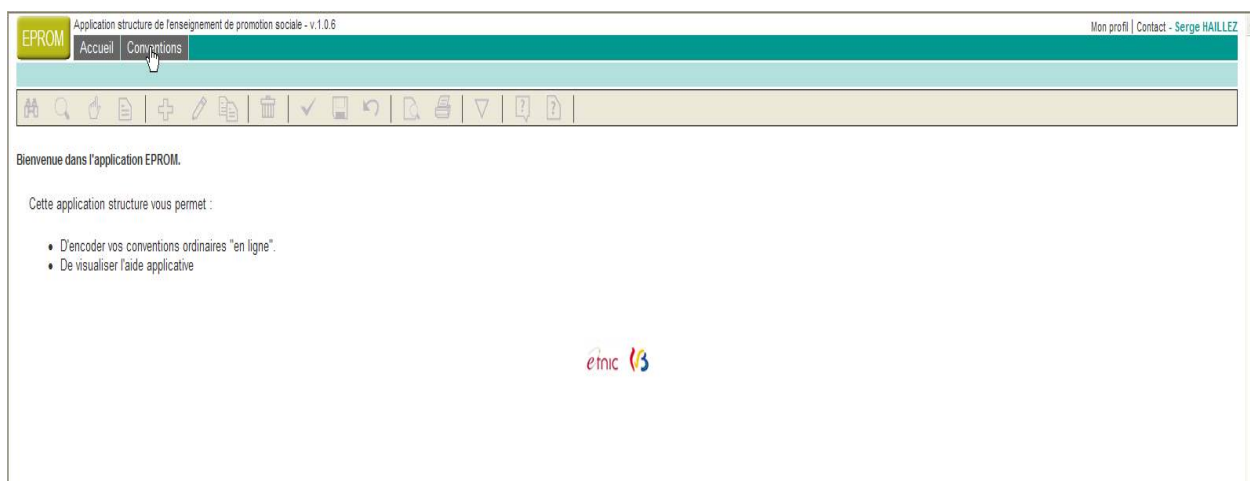 EPROM
Application structure de l'enseignement de promotion sociale - v.1.0.6
Mon profil | Contact - Serge HAILLEZ
Accueil | Conventions
Bienvenue dans l'application EPROM.
Cette application structure vous permet :
• D'encoder vos conventions ordinaires "en ligne".
• De visualiser l'aide applicative
etnic